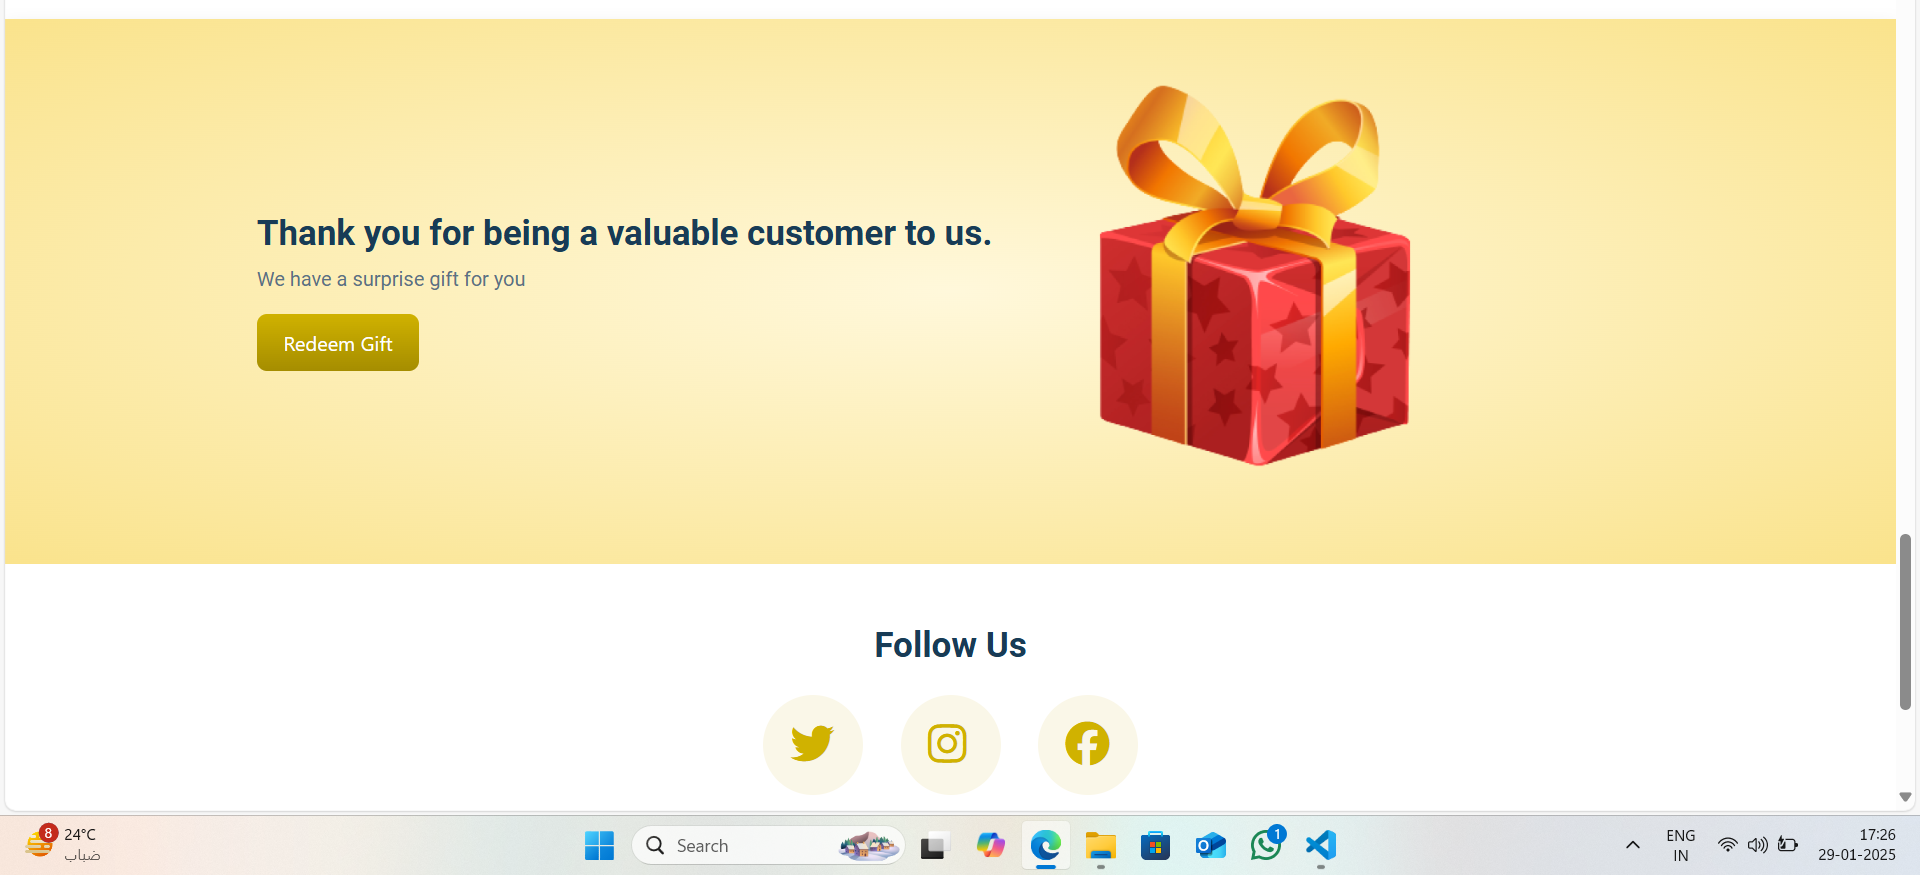 Thank you for being a valuable customer to us.
We have a surprise gift for you
Redeem Gift
Follow Us
8
24°C
ضباب
Search
1
ENG
IN
17:26
29-01-2025